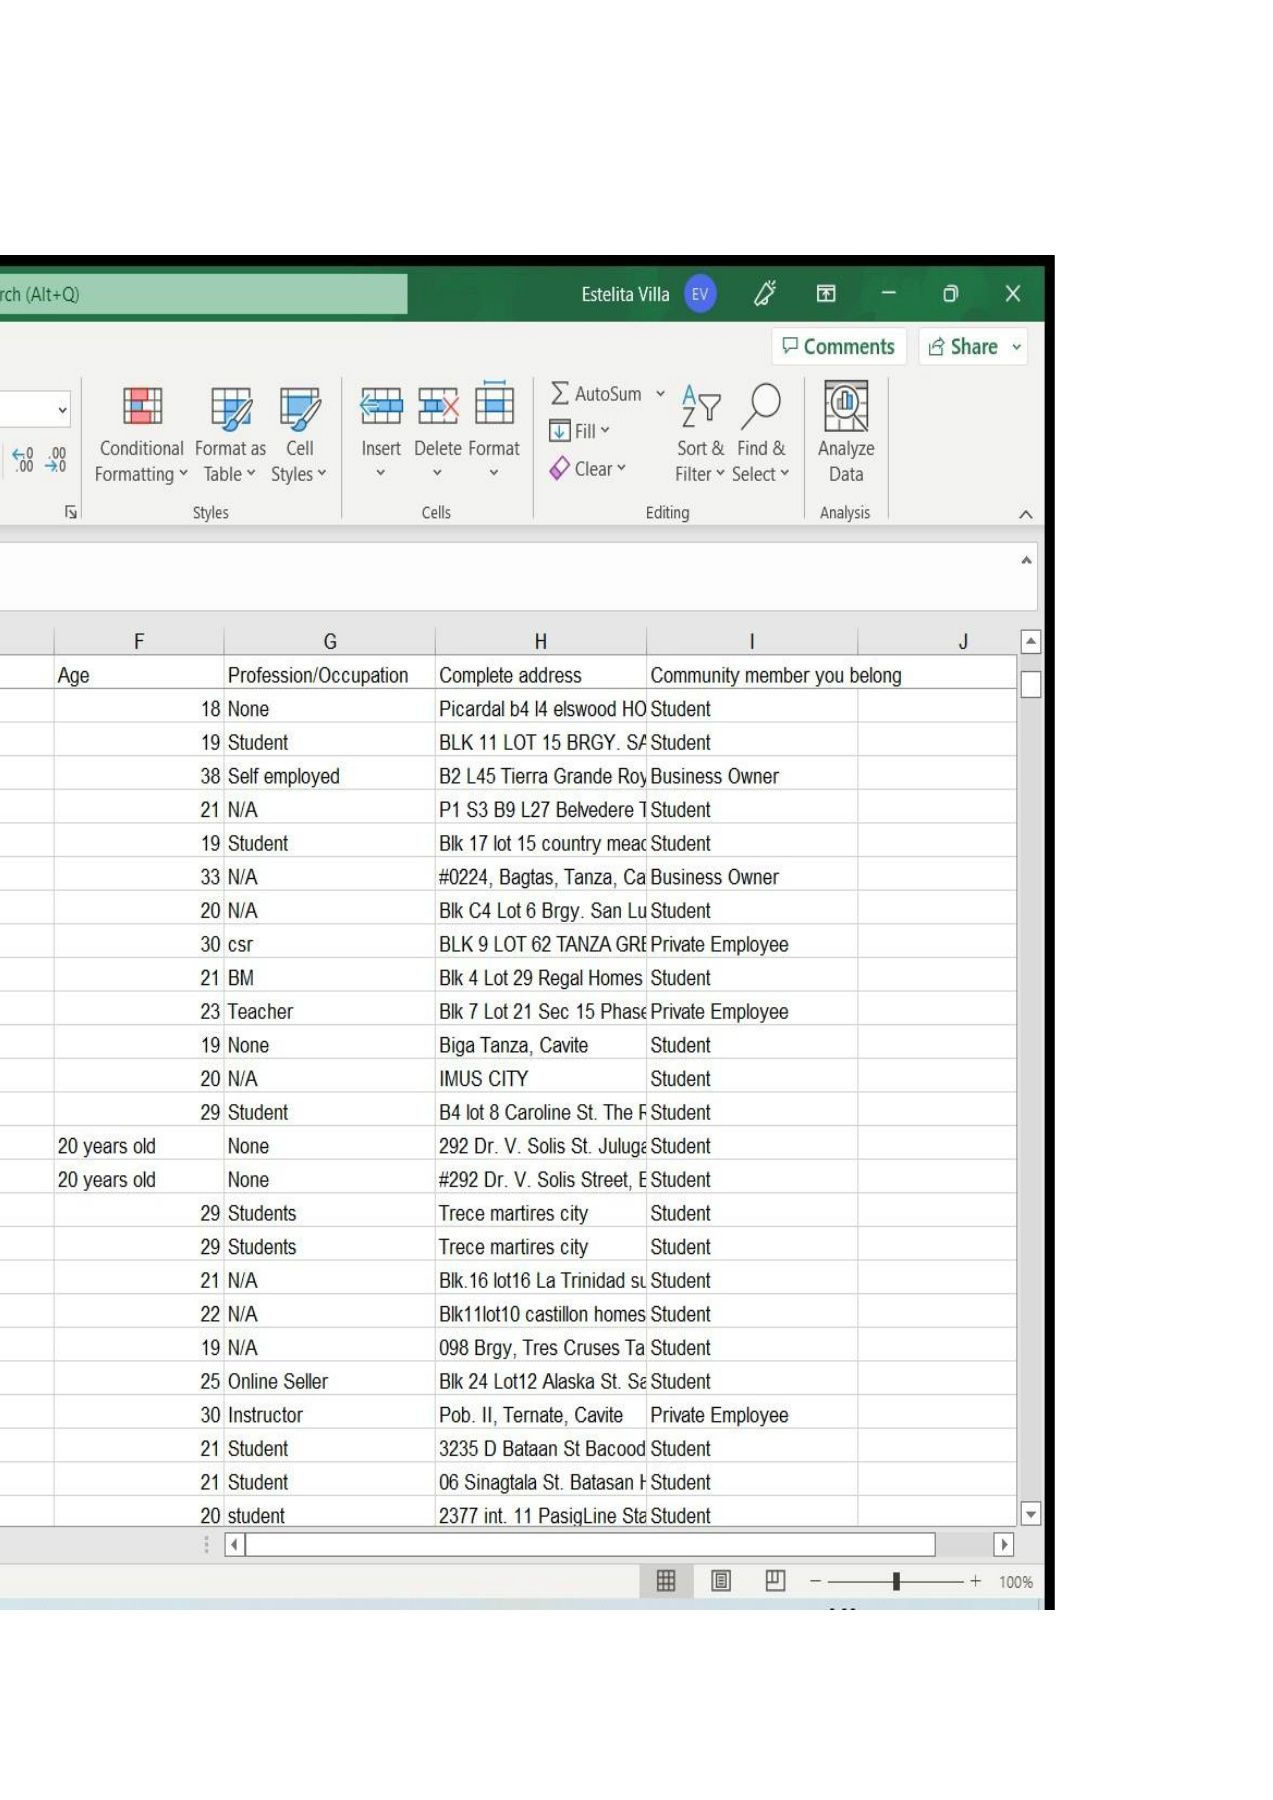 rch (Alt+Q) Estelita Villa EV
Comments Share
Conditional Formatting Format as Table Cell Styles Insert Delete Format AutoSum Fill Clear Sort & Filter Find & Select Analyze Data
.00 .00
Styles Cells Editing Analysis
F G H I J
Age Profession/Occupation Complete address Community member you belong
18 None Picardal b4 l4 elswood HO Student
19 Student BLK 11 LOT 15 BRGY. SA Student
38 Self employed B2 L45 Tierra Grande Roy Business Owner
21 N/A P1 S3 B9 L27 Belvedere T Student
19 Student Blk 17 lot 15 country mead Student
33 N/A #0224, Bagtas, Tanza, Ca Business Owner
20 N/A Blk C4 Lot 6 Brgy. San Lu Student
30 csr BLK 9 LOT 62 TANZA GRE Private Employee
21 BM Blk 4 Lot 29 Regal Homes Student
23 Teacher Blk 7 Lot 21 Sec 15 Phase Private Employee
19 None Biga Tanza, Cavite Student
20 N/A IMUS CITY Student
29 Student B4 lot 8 Caroline St. The R Student
20 years old None 292 Dr. V. Solis St. Juluga Student
20 years old None #292 Dr. V. Solis Street, B Student
29 Students Trece martires city Student
29 Students Trece martires city Student
21 N/A Blk.16 lot16 La Trinidad su Student
22 N/A Blk11lot10 castillon homes Student
19 N/A 098 Brgy, Tres Cruses Ta Student
25 Online Seller Blk 24 Lot12 Alaska St. Sa Student
30 Instructor Pob. II, Ternate, Cavite Private Employee
21 Student 3235 D Bataan St Bacood Student
21 Student 06 Sinagtala St. Batasan H Student
20 student 2377 int. 11 PasigLine Sta Student
100%